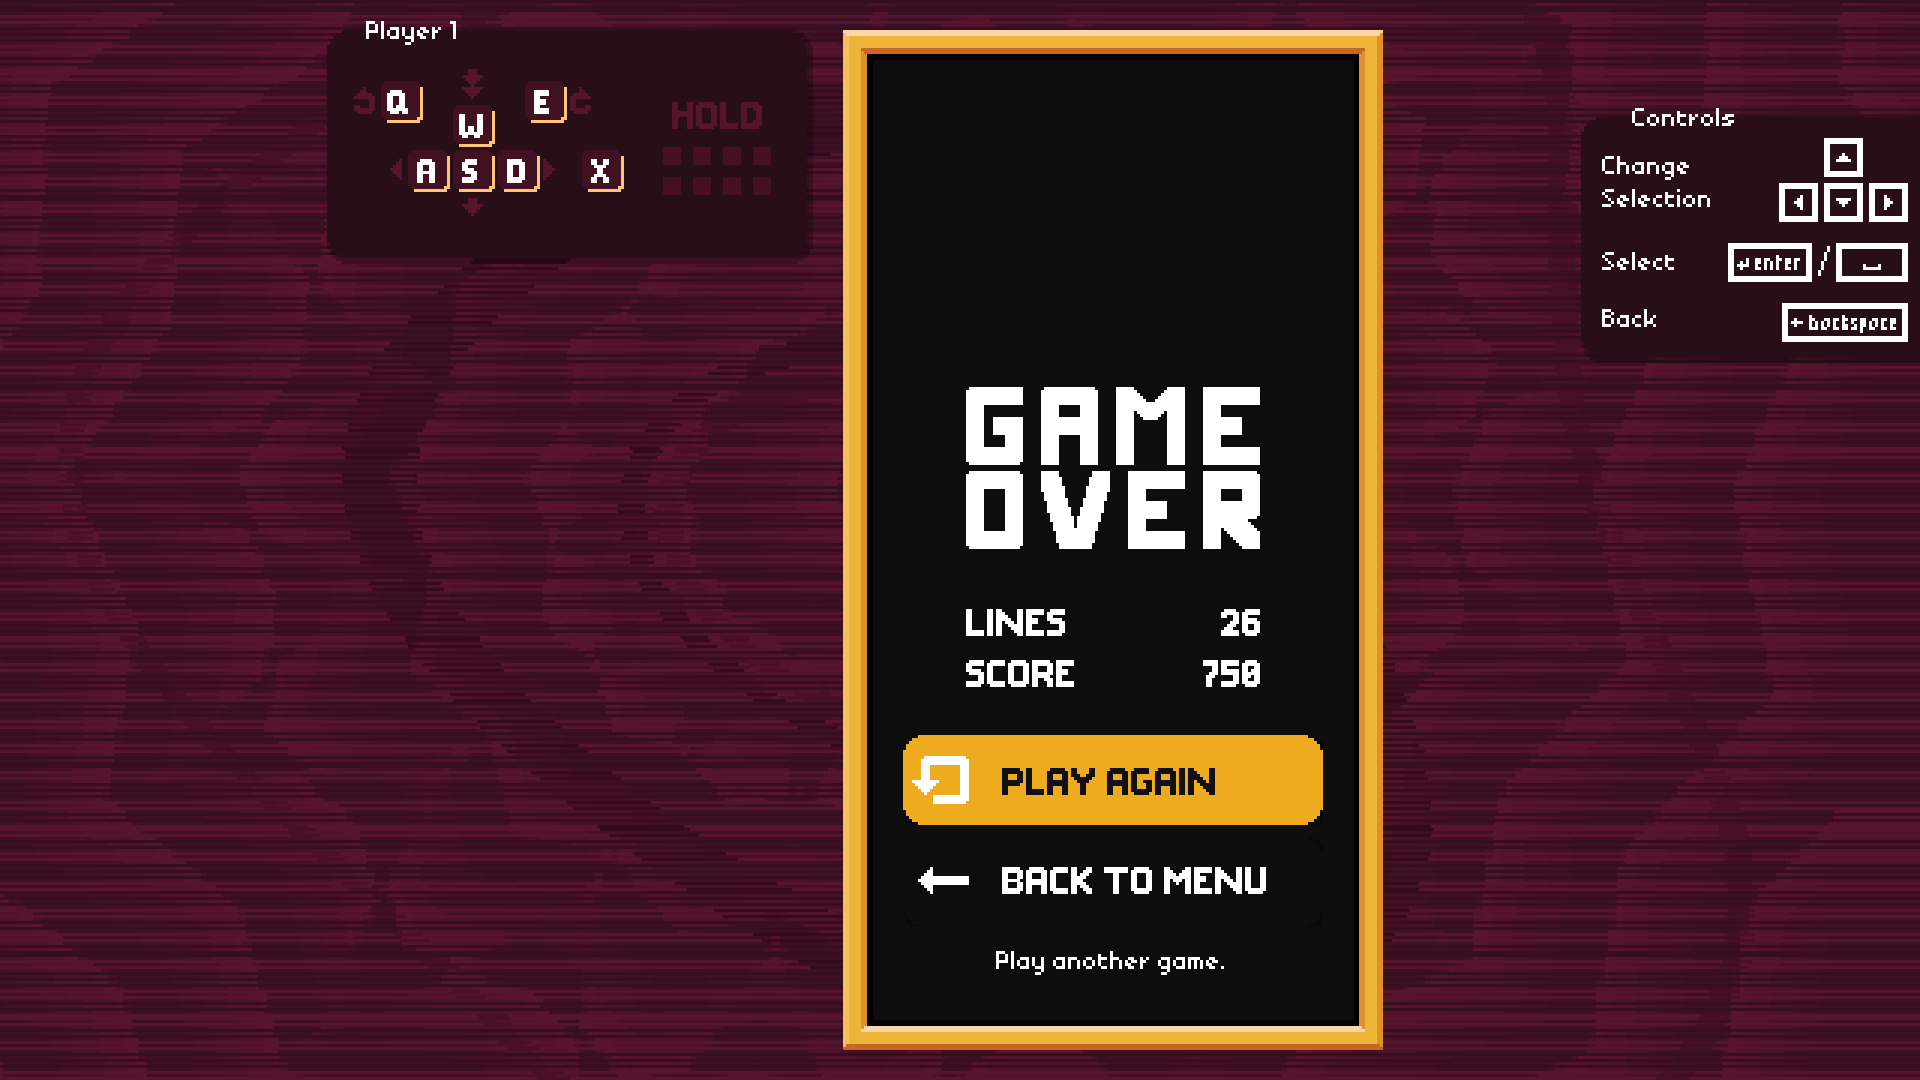 Player 1
Q
W
E
HOLD
A
S
D
X
Controls
Change
Selection
Select
enter /
Back
backspace
GAME
OVER
LINES 26
SCORE 750
PLAY AGAIN
BACK TO MENU
Play another game.